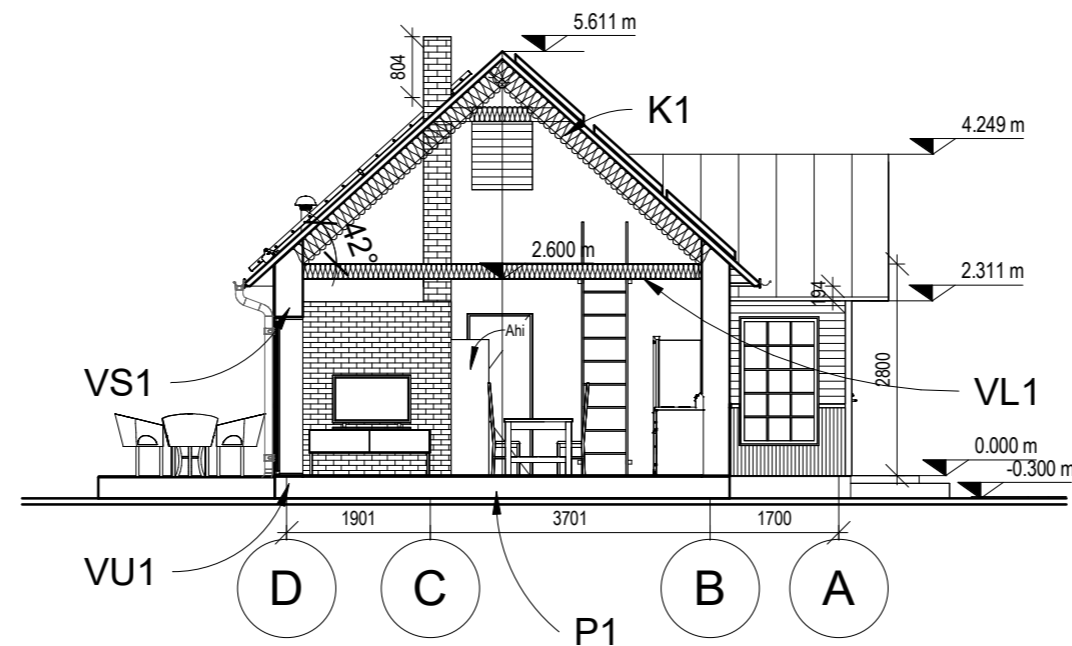 5.611 m
804
K1
4.249 m
42°
2.600 m
2.311 m
194
Ahi
2800
VS1
VL1
0.000 m
-0.300 m
1901
3701
1700
VU1
D
C
B
A
P1